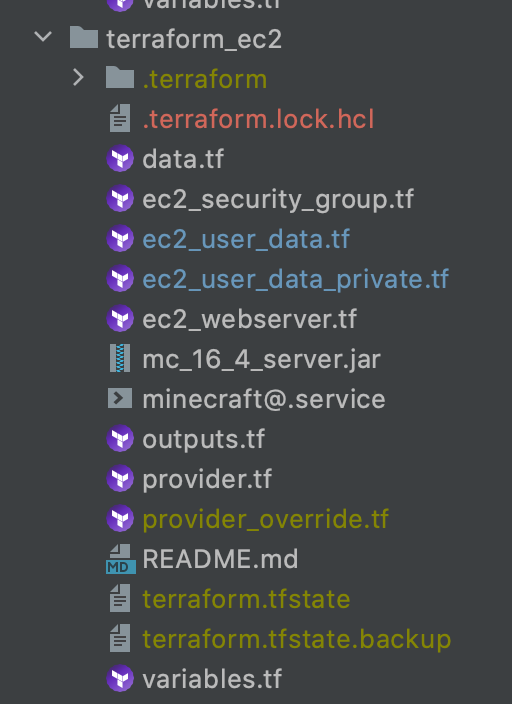 variables.tf
terraform_ec2
.terraform
.terraform.lock.hcl
data.tf
ec2_security_group.tf
ec2_user_data.tf
ec2_user_data_private.tf
ec2_webserver.tf
mc_16_4_server.jar
minecraft@.service
outputs.tf
provider.tf
provider_override.tf
MD README.md
terraform.tfstate
terraform.tfstate.backup
variables.tf